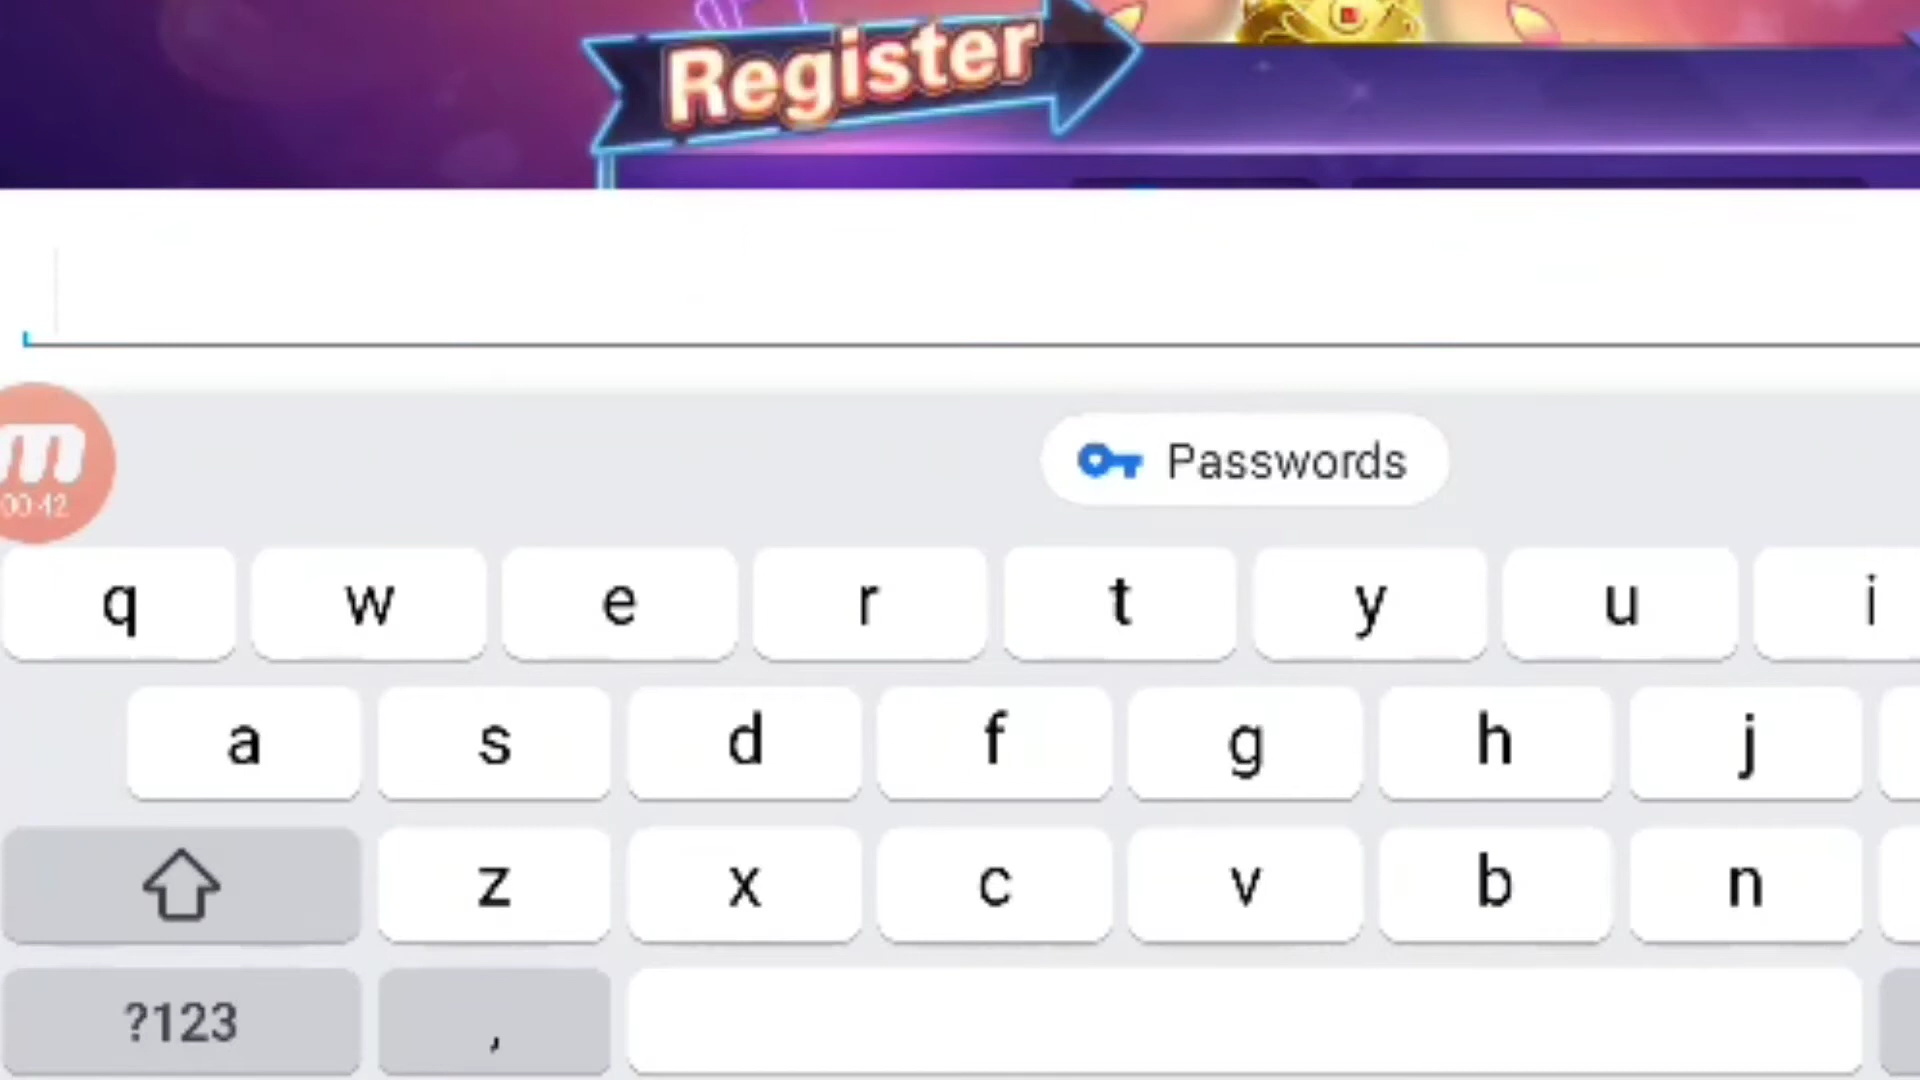 Register
m
00:42
Passwords
q w e r t y u i
a s d f g h j
z x c v b n
?123 ,